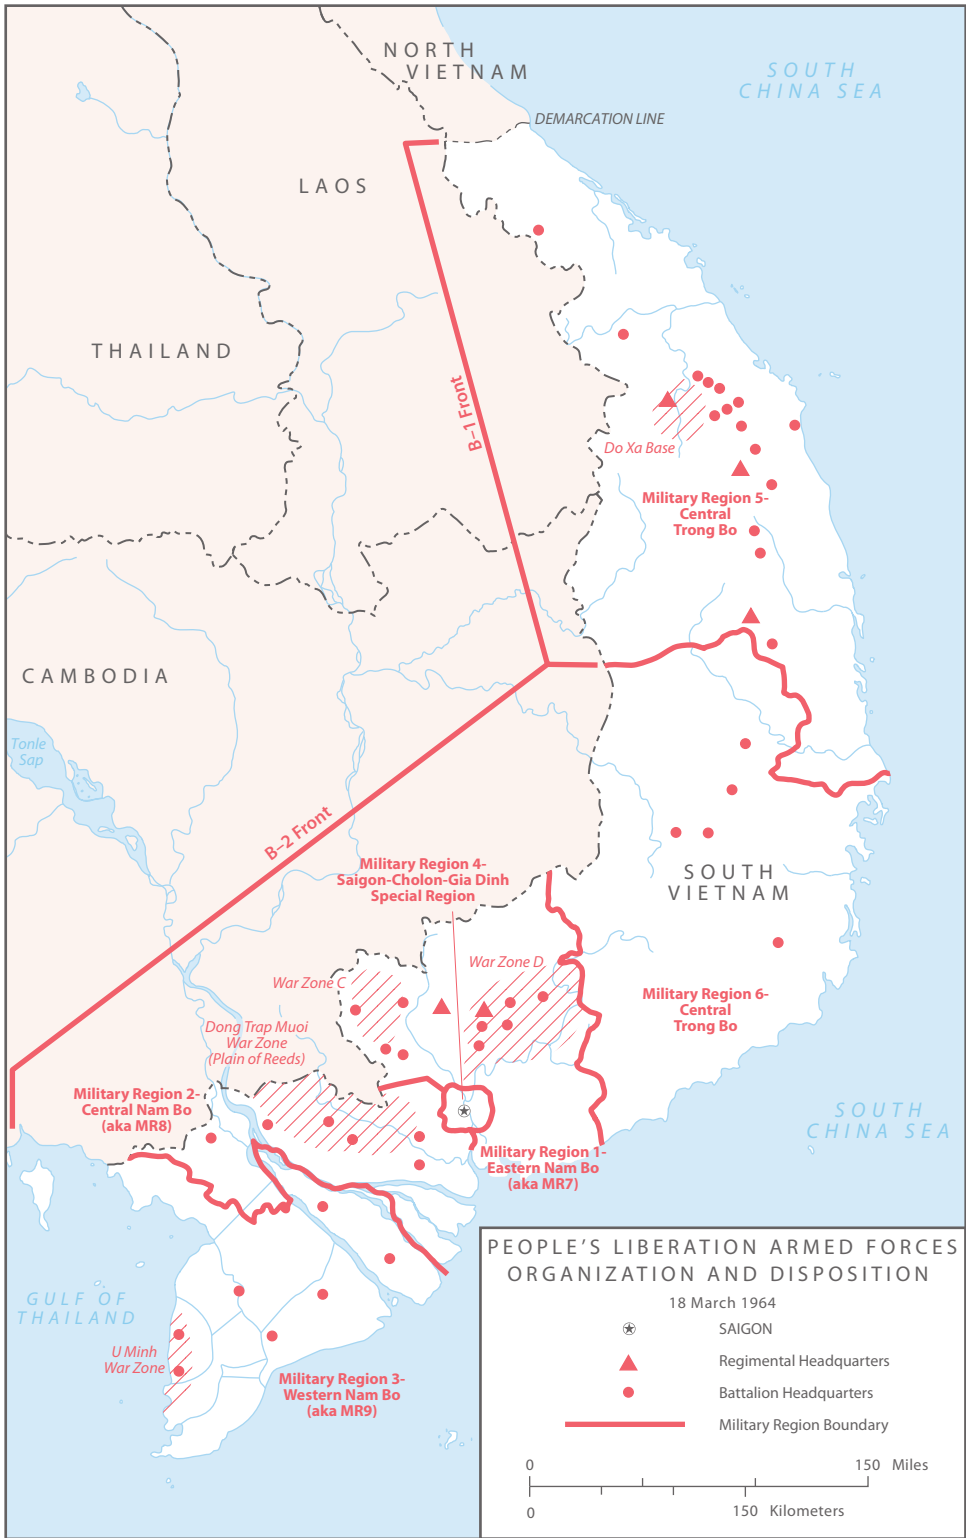 NORTH
VIETNAM
SOUTH
CHINA SEA
DEMARCATION LINE
LAOS
THAILAND
B–1 Front
Do Xa Base
Military Region 5-
Central
Trong Bo
CAMBODIA
Tonle
Sap
B–2 Front
Military Region 4-
Saigon-Cholon-Gia Dinh
Special Region
SOUTH
VIETNAM
War Zone C
War Zone D
Military Region 6-
Central
Trong Bo
Dong Trap Muoi
War Zone
(Plain of Reeds)
Military Region 2-
Central Nam Bo
(aka MR8)
SOUTH
CHINA SEA
Military Region 1-
Eastern Nam Bo
(aka MR7)
GULF OF
THAILAND
U Minh
War Zone
Military Region 3-
Western Nam Bo
(aka MR9)
PEOPLE'S LIBERATION ARMED FORCES
ORGANIZATION AND DISPOSITION
18 March 1964
SAIGON
Regimental Headquarters
Battalion Headquarters
Military Region Boundary
0 150 Miles
0 150 Kilometers